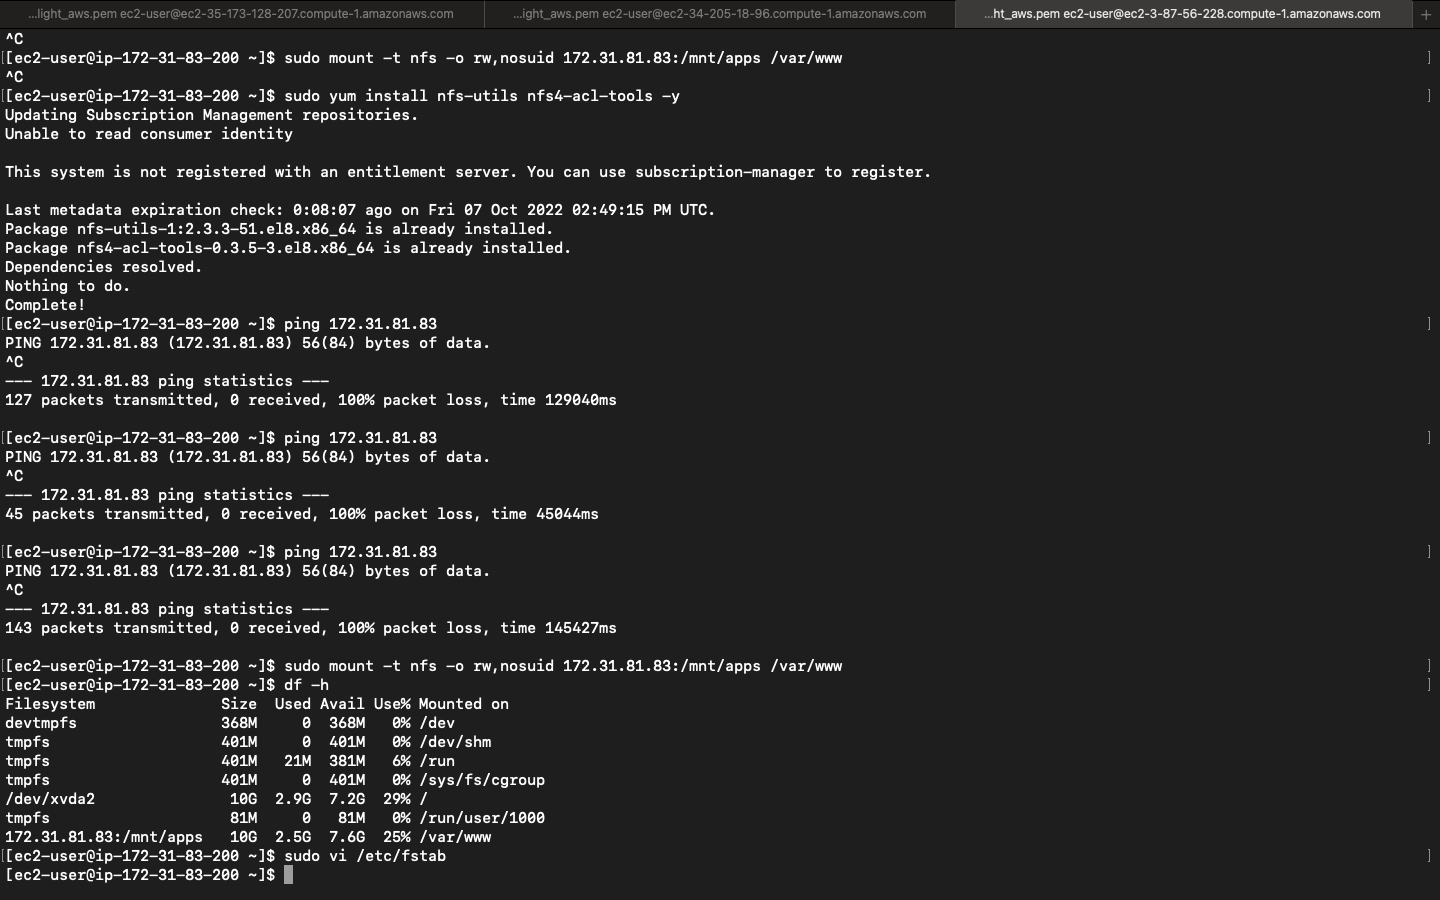 ...light_aws.pem ec2-user@ec2-35-173-128-207.compute-1.amazonaws.com
...ight_aws.pem ec2-user@ec2-34-205-18-96.compute-1.amazonaws.com
...ht_aws.pem ec2-user@ec2-3-87-56-228.compute-1.amazonaws.com
+
^C
[[ec2-user@ip-172-31-83-200 ~]$ sudo mount -t nfs -o rw,nosuid 172.31.81.83:/mnt/apps /var/www ]
^C
[[ec2-user@ip-172-31-83-200 ~]$ sudo yum install nfs-utils nfs4-acl-tools -y ]
Updating Subscription Management repositories.
Unable to read consumer identity
This system is not registered with an entitlement server. You can use subscription-manager to register.
Last metadata expiration check: 0:08:07 ago on Fri 07 Oct 2022 02:49:15 PM UTC.
Package nfs-utils-1:2.3.3-51.el8.x86_64 is already installed.
Package nfs4-acl-tools-0.3.5-3.el8.x86_64 is already installed.
Dependencies resolved.
Nothing to do.
Complete!
[[ec2-user@ip-172-31-83-200 ~]$ ping 172.31.81.83 ]
PING 172.31.81.83 (172.31.81.83) 56(84) bytes of data.
^C
--- 172.31.81.83 ping statistics ---
127 packets transmitted, 0 received, 100% packet loss, time 129040ms
[[ec2-user@ip-172-31-83-200 ~]$ ping 172.31.81.83 ]
PING 172.31.81.83 (172.31.81.83) 56(84) bytes of data.
^C
--- 172.31.81.83 ping statistics ---
45 packets transmitted, 0 received, 100% packet loss, time 45044ms
[[ec2-user@ip-172-31-83-200 ~]$ ping 172.31.81.83 ]
PING 172.31.81.83 (172.31.81.83) 56(84) bytes of data.
^C
--- 172.31.81.83 ping statistics ---
143 packets transmitted, 0 received, 100% packet loss, time 145427ms
[[ec2-user@ip-172-31-83-200 ~]$ sudo mount -t nfs -o rw,nosuid 172.31.81.83:/mnt/apps /var/www ]
[[ec2-user@ip-172-31-83-200 ~]$ df -h ]
Filesystem              Size  Used Avail Use% Mounted on
devtmpfs                368M     0  368M   0% /dev
tmpfs                   401M     0  401M   0% /dev/shm
tmpfs                   401M   21M  381M   6% /run
tmpfs                   401M     0  401M   0% /sys/fs/cgroup
/dev/xvda2               10G  2.9G  7.2G  29% /
tmpfs                    81M     0   81M   0% /run/user/1000
172.31.81.83:/mnt/apps   10G  2.5G  7.6G  25% /var/www
[[ec2-user@ip-172-31-83-200 ~]$ sudo vi /etc/fstab ]
[ec2-user@ip-172-31-83-200 ~]$